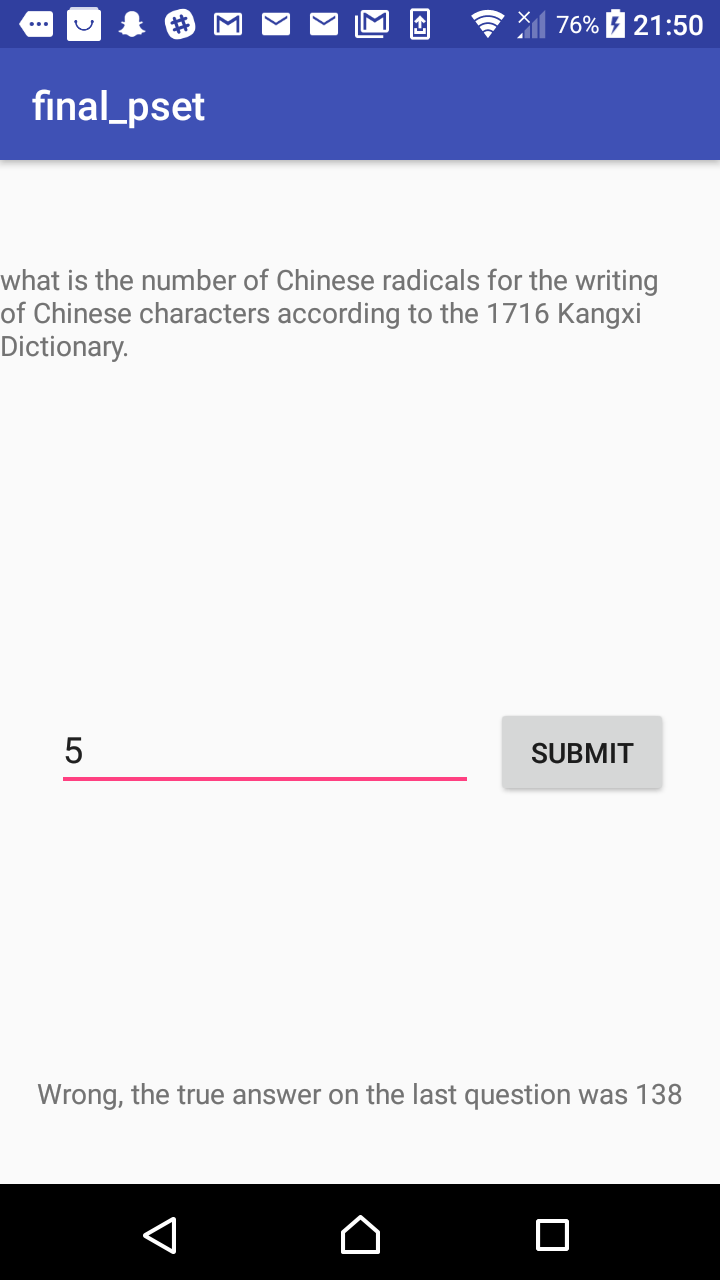 76% 21:50
final_pset
what is the number of Chinese radicals for the writing
of Chinese characters according to the 1716 Kangxi
Dictionary.
5
SUBMIT
Wrong, the true answer on the last question was 138